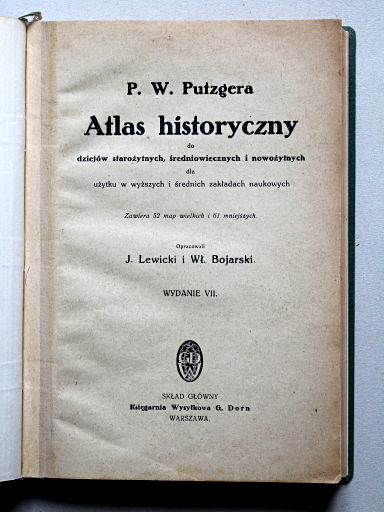 P. W. Putzgera
Atlas historyczny
do
dziejów starożytnych, średniowiecznych i nowożytnych
dla
użytku w wyższych i średnich zakładach naukowych
Zawiera 52 map wielkich i 61 mniejszych.
Opracowali
J. Lewicki i Wł. Bojarski.
WYDANIE VII.
SKŁAD GŁÓWNY
Księgarnia Wysyłkowa G. Dorn
WARSZAWA.